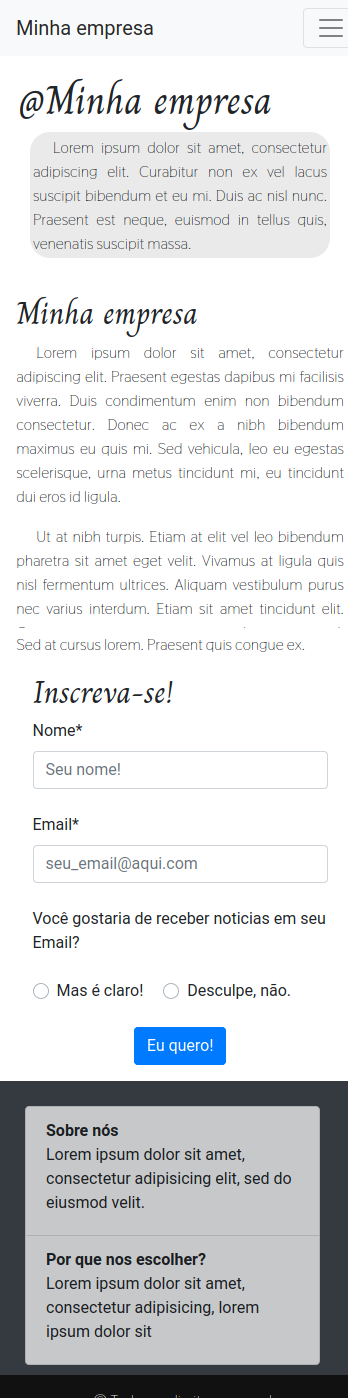 Minha empresa
@Minha empresa
Lorem ipsum dolor sit amet, consectetur
adipiscing elit. Curabitur non ex vel lacus
suscipit bibendum et eu mi. Duis ac nisl nunc.
Praesent est neque, euismod in tellus quis,
venenatis suscipit massa.
Minha empresa
Lorem ipsum dolor sit amet, consectetur
adipiscing elit. Praesent egestas dapibus mi facilisis
viverra. Duis condimentum enim non bibendum
consectetur. Donec ac ex a nibh bibendum
maximus eu quis mi. Sed vehicula, leo eu egestas
scelerisque, urna metus tincidunt mi, eu tincidunt
dui eros id ligula.
Ut at nibh turpis. Etiam at elit vel leo bibendum
pharetra sit amet eget velit. Vivamus at ligula quis
nisl fermentum ultrices. Aliquam vestibulum purus
nec varius interdum. Etiam sit amet tincidunt elit.
Sed at cursus lorem. Praesent quis congue ex.
Inscreva-se!
Nome*
Seu nome!
Email*
seu_email@aqui.com
Você gostaria de receber noticias em seu
Email?
Mas é claro! Desculpe, não.
Eu quero!
Sobre nós
Lorem ipsum dolor sit amet,
consectetur adipisicing elit, sed do
eiusmod velit.
Por que nos escolher?
Lorem ipsum dolor sit amet,
consectetur adipisicing, lorem
ipsum dolor sit